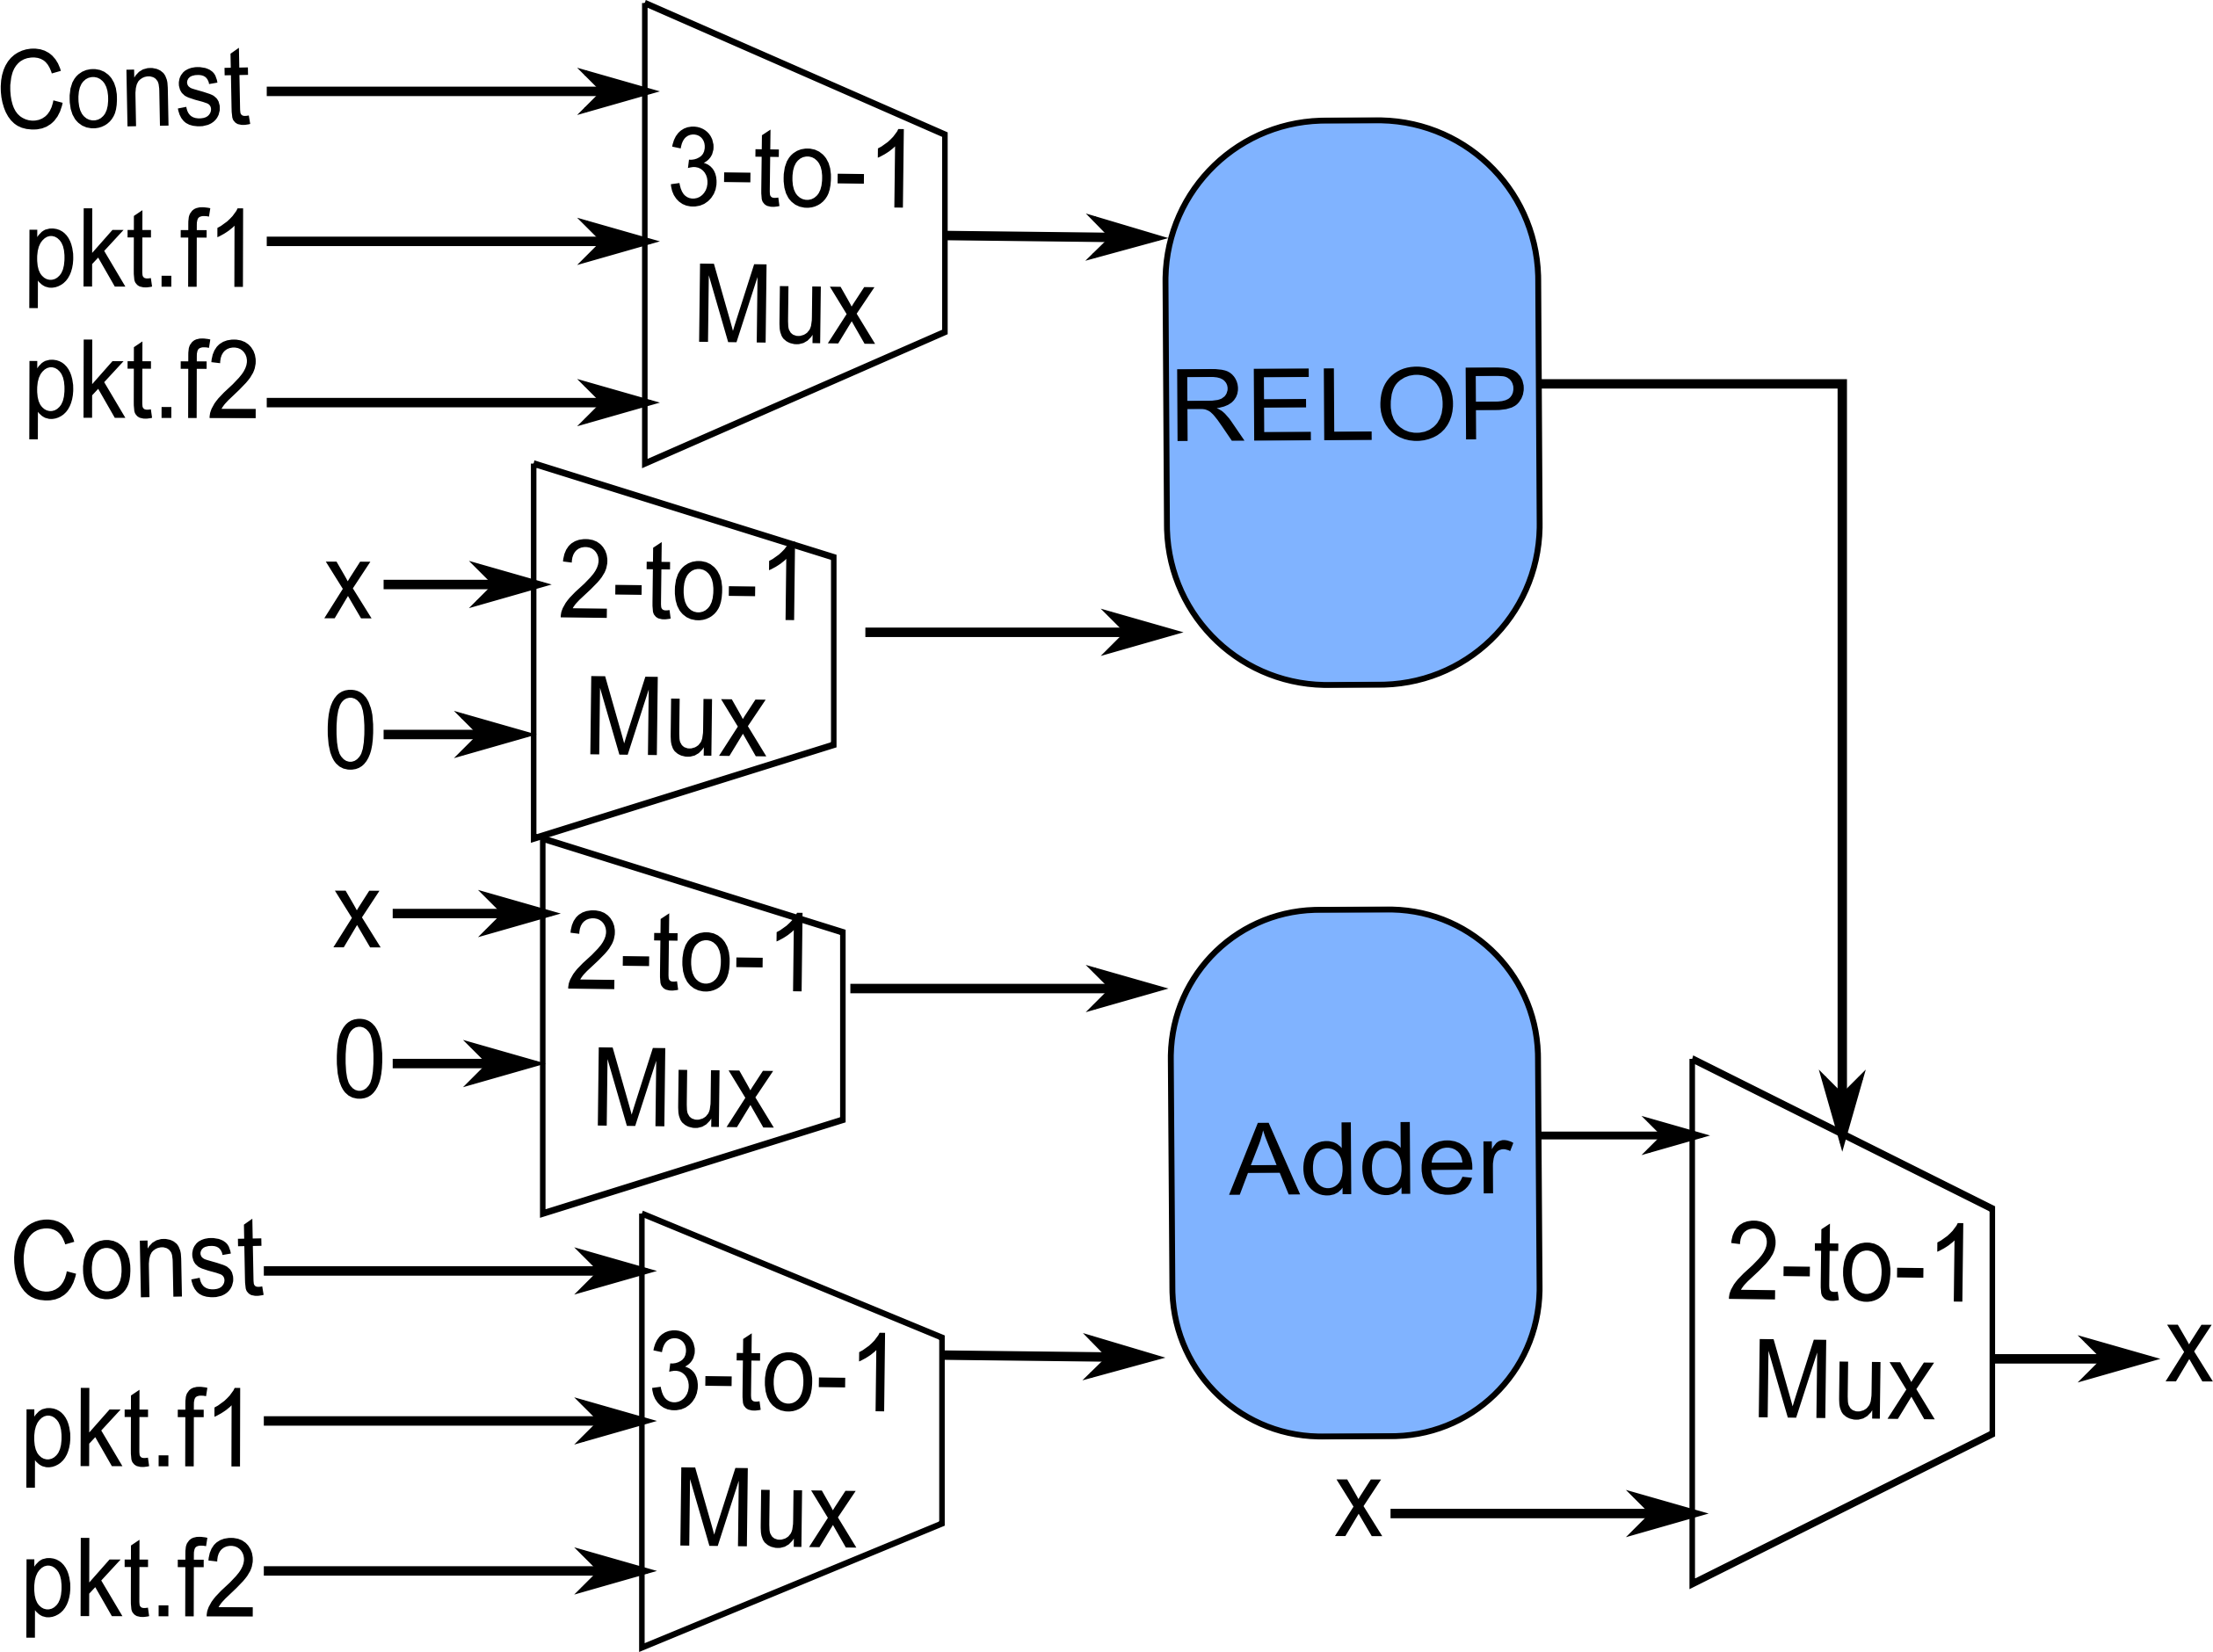 Const
pkt.f1
pkt.f2
3-to-1
Mux
RELOP
x
0
2-to-1
Mux
x
0
2-to-1
Mux
Adder
Const
pkt.f1
pkt.f2
3-to-1
Mux
x
2-to-1
Mux
x